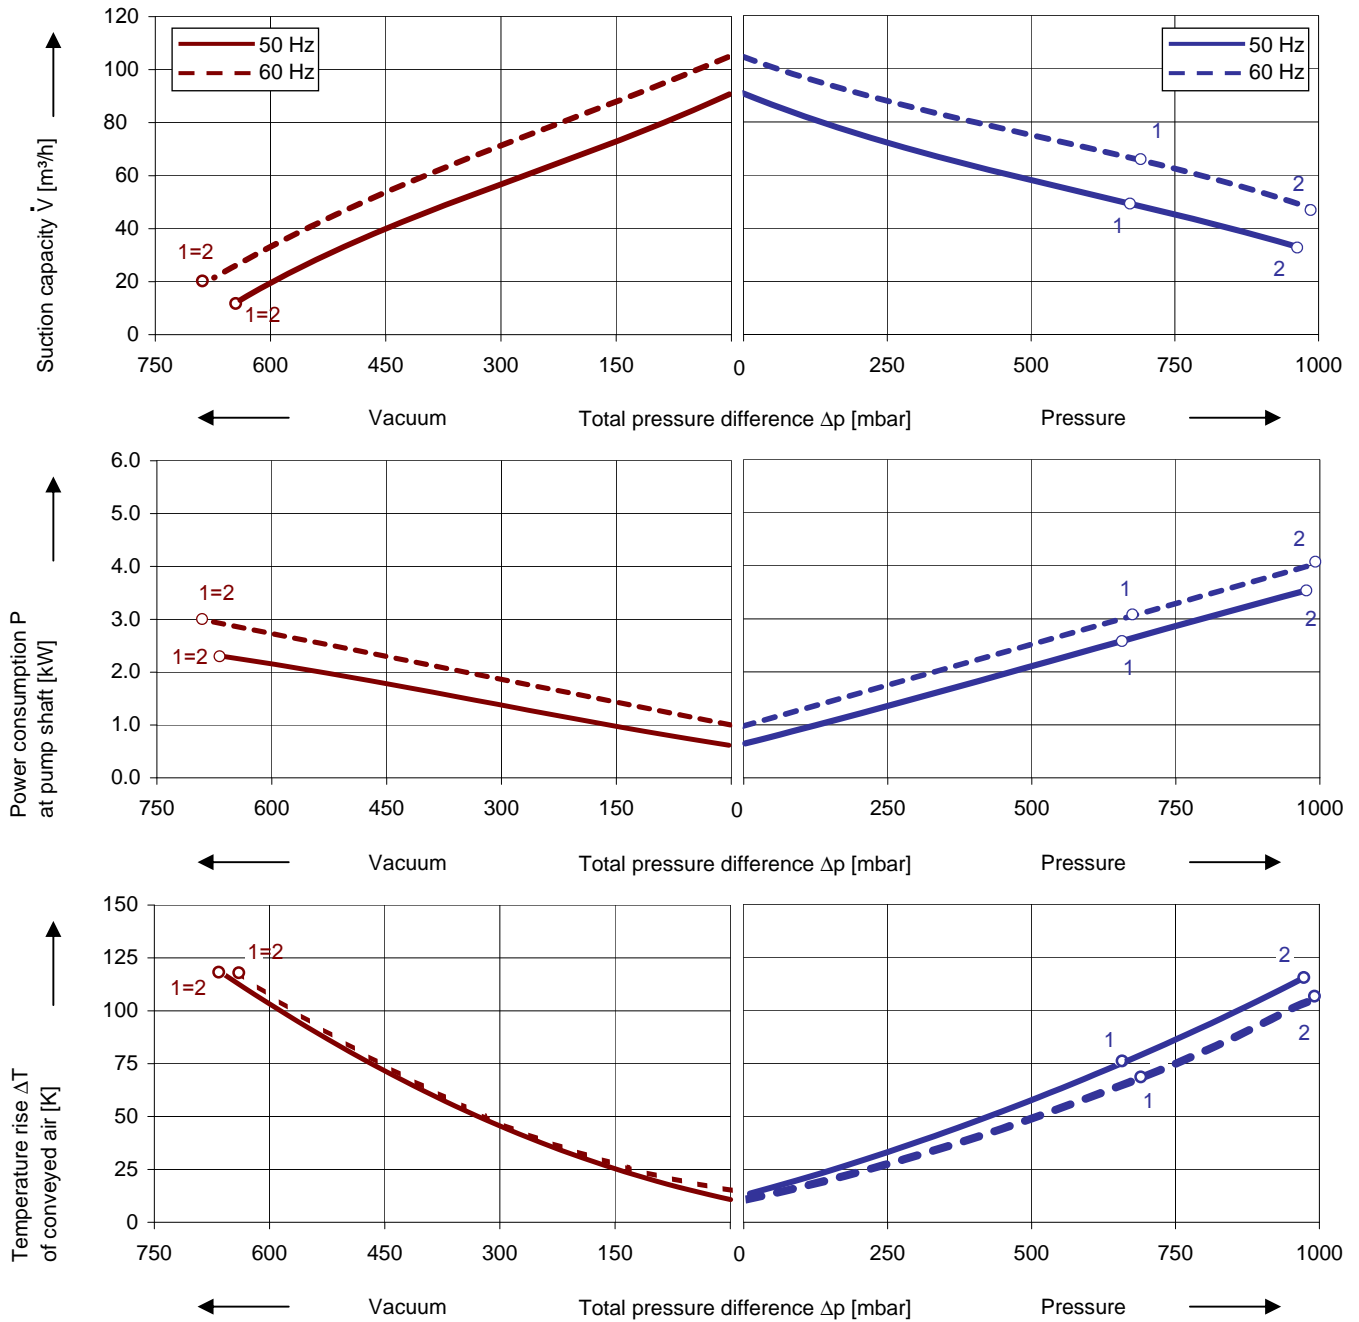 120
100
80
60
40
20
0
Suction capacity V̇ [m³/h]
50 Hz
60 Hz
50 Hz
60 Hz
1=2
1=2
1
2
1
2
750 600 450 300 150 0 250 500 750 1000
Vacuum Total pressure difference Δp [mbar] Pressure
6.0
5.0
4.0
3.0
2.0
1.0
0.0
Power consumption P
at pump shaft [kW]
1=2
1=2
2
1
2
1
750 600 450 300 150 0 250 500 750 1000
Vacuum Total pressure difference Δp [mbar] Pressure
150
125
100
75
50
25
0
Temperature rise ΔT
of conveyed air [K]
1=2
1=2
2
1
2
1
750 600 450 300 150 0 250 500 750 1000
Vacuum Total pressure difference Δp [mbar] Pressure